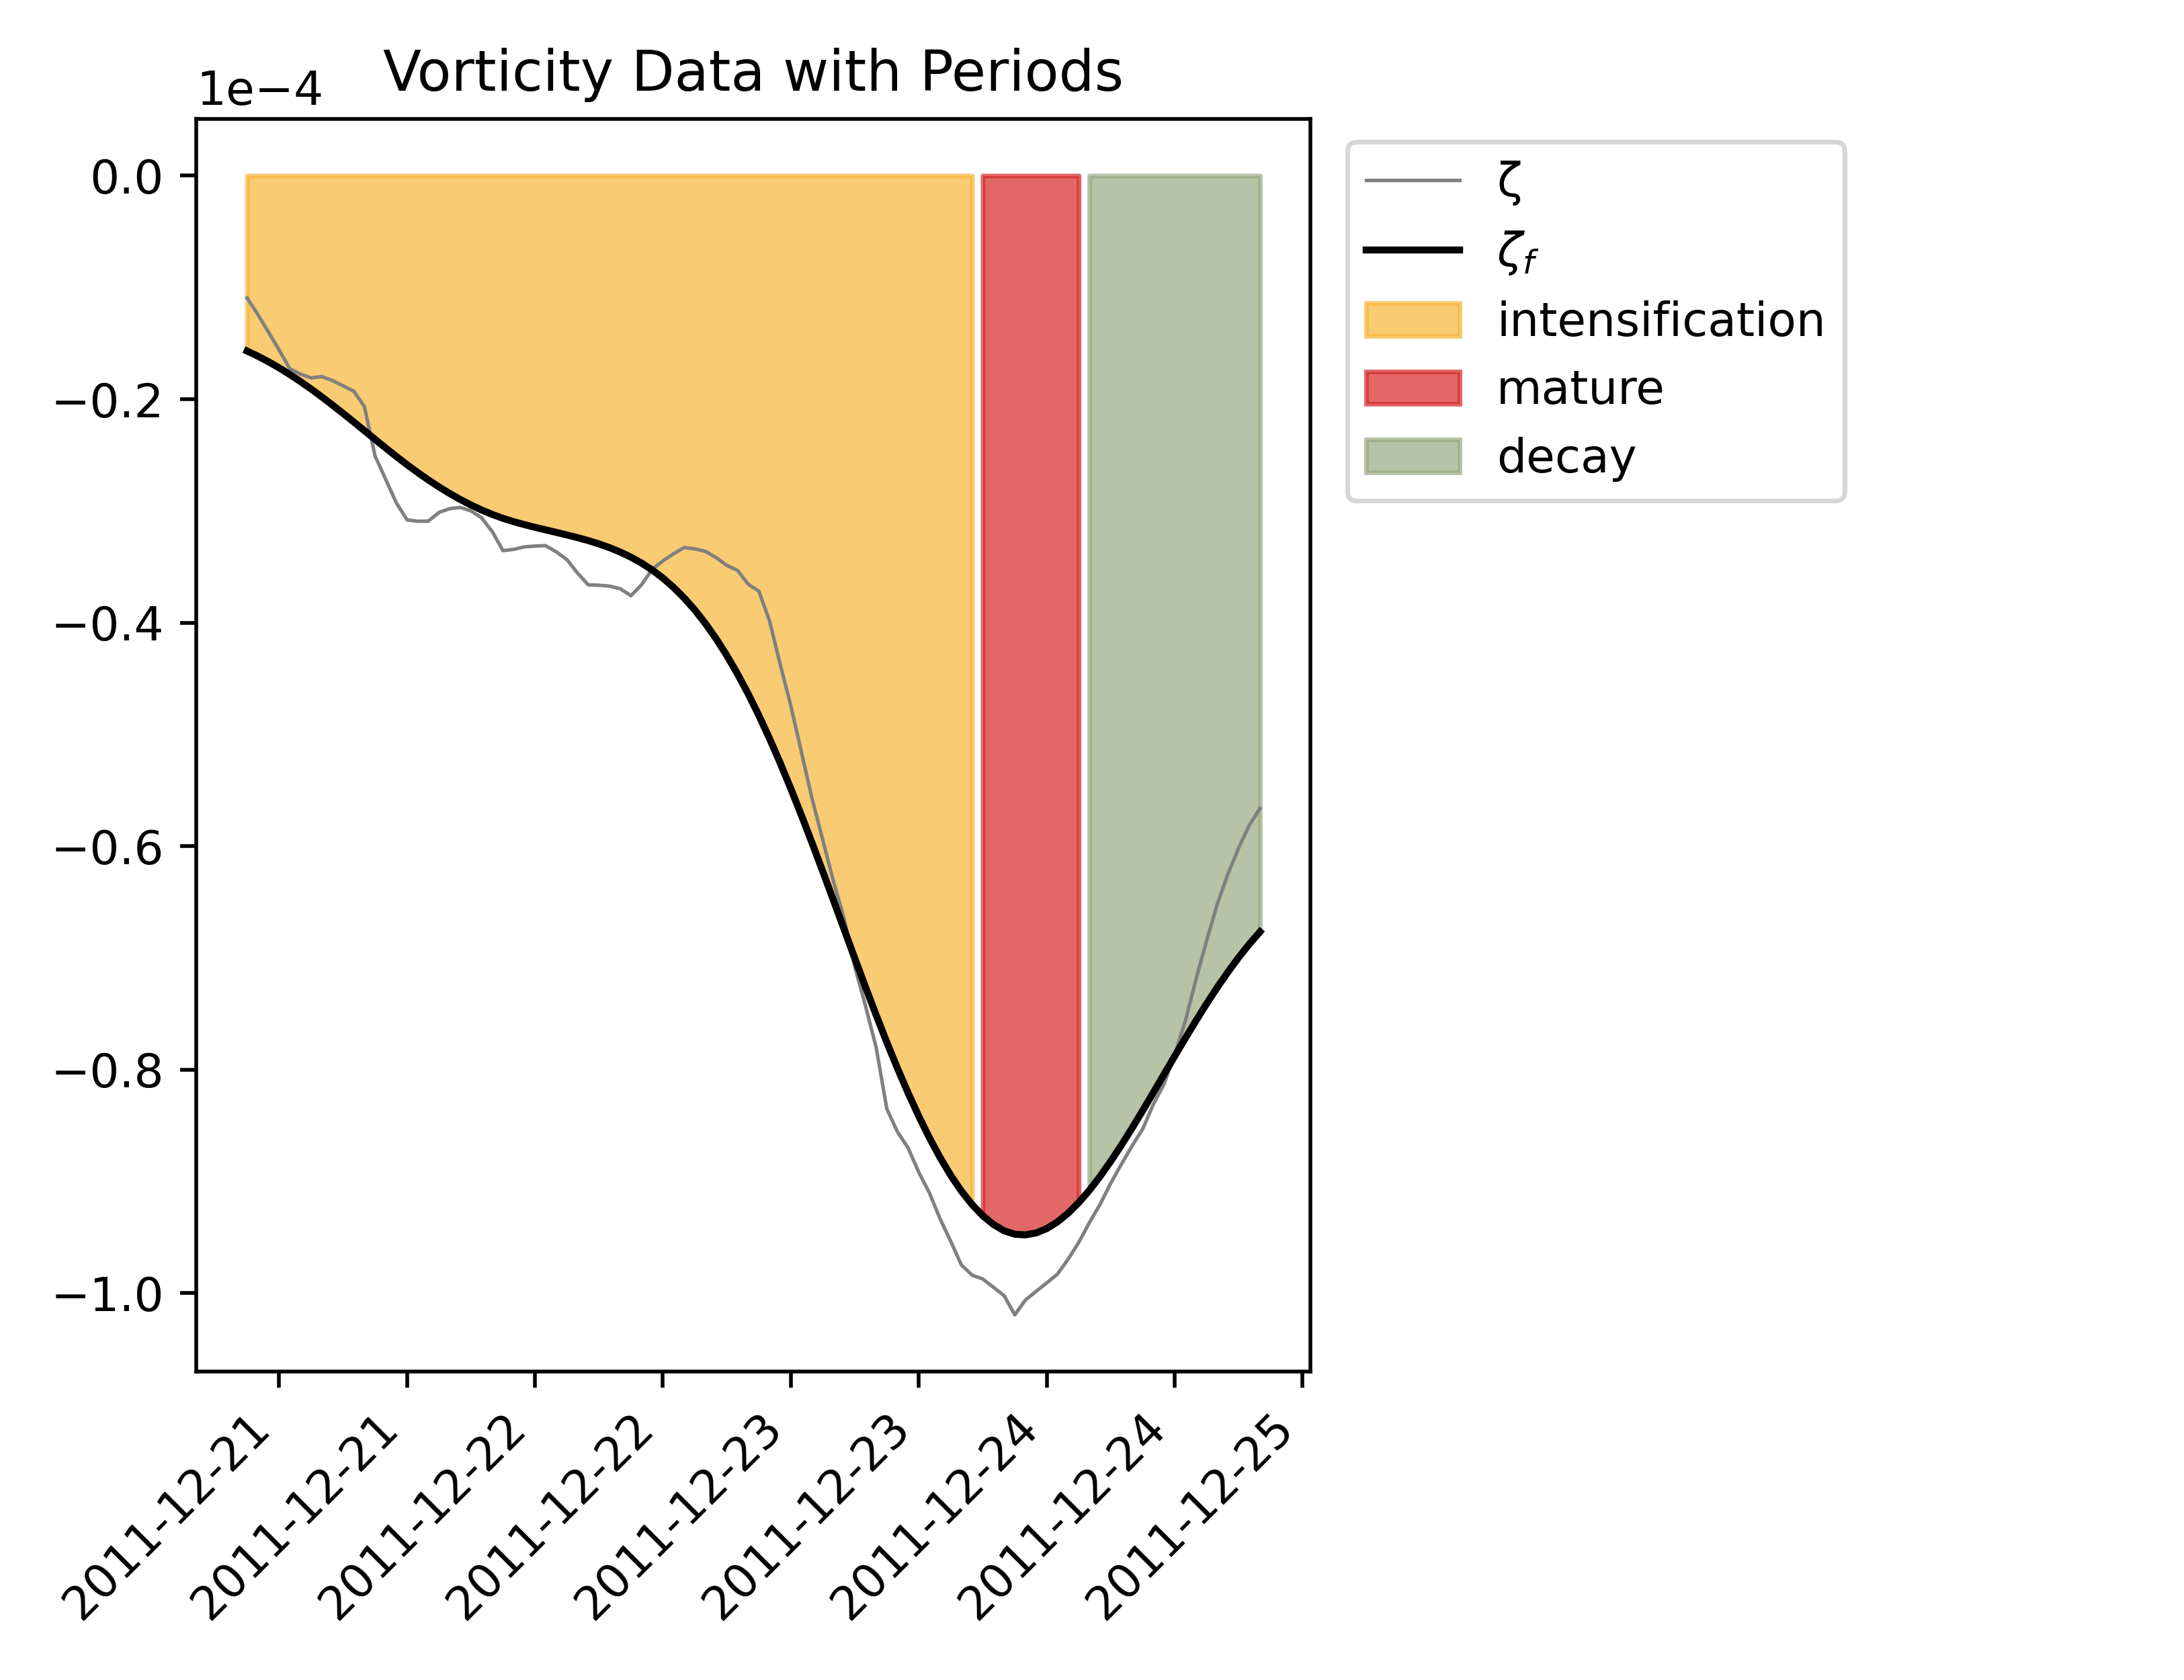 Vorticity Data with Periods
1e−4
0.0
−0.2
−0.4
−0.6
−0.8
−1.0
2011-12-21
2011-12-21
2011-12-22
2011-12-22
2011-12-23
2011-12-23
2011-12-24
2011-12-24
2011-12-25
ζ
ζf
intensification
mature
decay